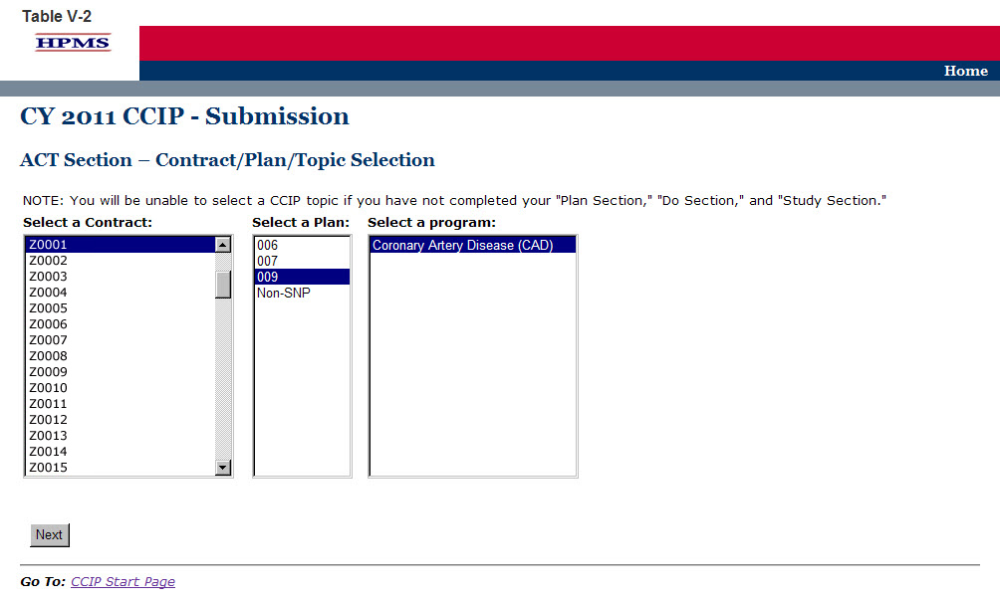 Table V-2
HPMS
Home
CY 2011 CCIP - Submission
ACT Section – Contract/Plan/Topic Selection
NOTE: You will be unable to select a CCIP topic if you have not completed your "Plan Section," "Do Section," and "Study Section."
Select a Contract: Select a Plan: Select a program:
Z0001 006 Coronary Artery Disease (CAD)
Z0002 007
Z0003 009
Z0004 Non-SNP
Z0005
Z0006
Z0007
Z0008
Z0009
Z0010
Z0011
Z0012
Z0013
Z0014
Z0015
Next
Go To: CCIP Start Page